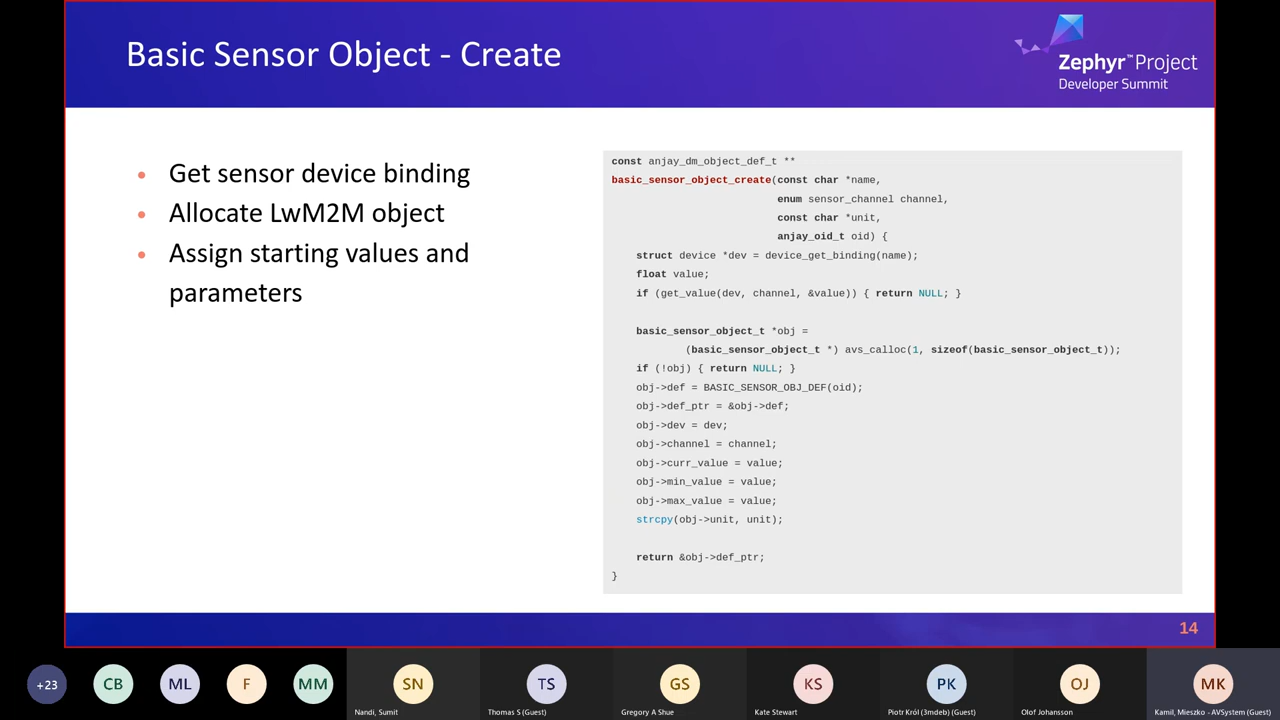 Basic Sensor Object - Create
Zephyr™Project
Developer Summit
• Get sensor device binding
• Allocate LwM2M object
• Assign starting values and
parameters
const anjay_dm_object_def_t **
basic_sensor_object_create(const char *name,
enum sensor_channel channel,
const char *unit,
anjay_oid_t oid) {
struct device *dev = device_get_binding(name);
float value;
if (get_value(dev, channel, &value)) { return NULL; }
basic_sensor_object_t *obj =
(basic_sensor_object_t *) avs_calloc(1, sizeof(basic_sensor_object_t));
if (!obj) { return NULL; }
obj->def = BASIC_SENSOR_OBJ_DEF(oid);
obj->def_ptr = &obj->def;
obj->dev = dev;
obj->channel = channel;
obj->curr_value = value;
obj->min_value = value;
obj->max_value = value;
strcpy(obj->unit, unit);
return &obj->def_ptr;
}
14
+23
CB
ML
F
MM
SN
TS
GS
KS
PK
OJ
MK
Nandi, Sumit
Thomas S (Guest)
Gregory A Shue
Kate Stewart
Piotr Król (3mdeb) (Guest)
Olof Johansson
Kamil, Mieszko - AVSystem (Guest)